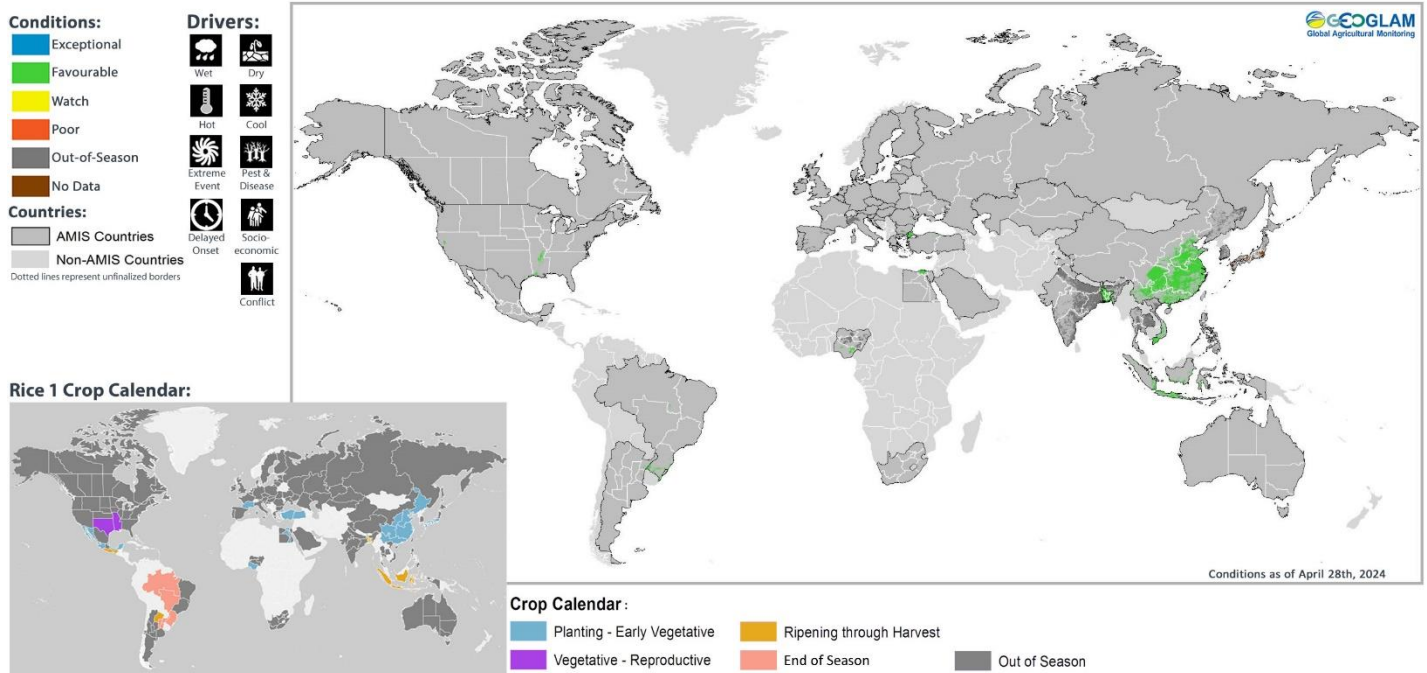 Conditions:
Exceptional
Favourable
Watch
Poor
Out-of-Season
No Data
Countries:
AMIS Countries
Non-AMIS Countries
Dotted lines represent unfinalized borders
Drivers:
Wet
Dry
Hot
Cool
Extreme
Event
Pest &
Disease
Delayed
Onset
Socio-
economic
Conflict
GEOGLAM
Global Agricultural Monitoring
Conditions as of April 28th, 2024
Rice 1 Crop Calendar:
Crop Calendar :
Planting - Early Vegetative
Ripening through Harvest
Vegetative - Reproductive
End of Season
Out of Season